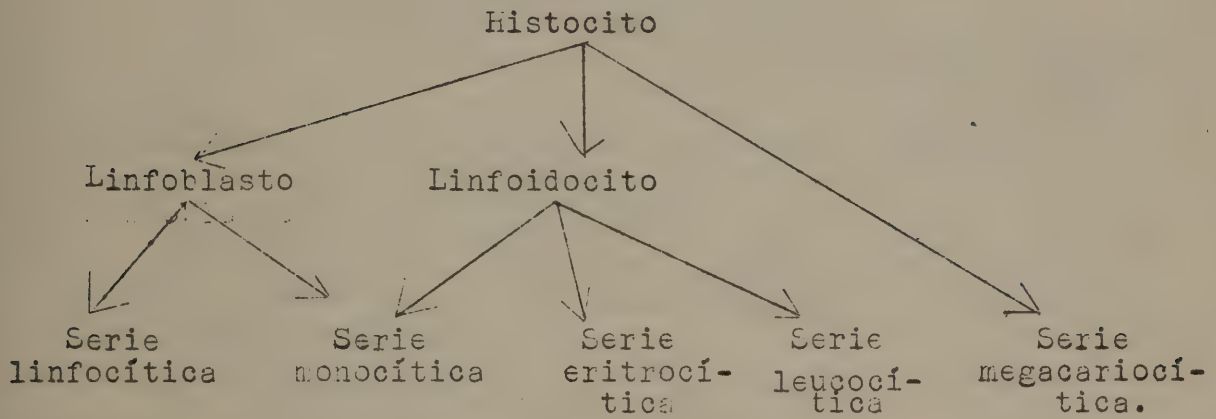 Histocito
Linfoblasto Linfoidocito
Serie Serie Serie Serie Serie
linfocítica monocítica eritrocí- leucocí- megacariocí-
tica tica tica.